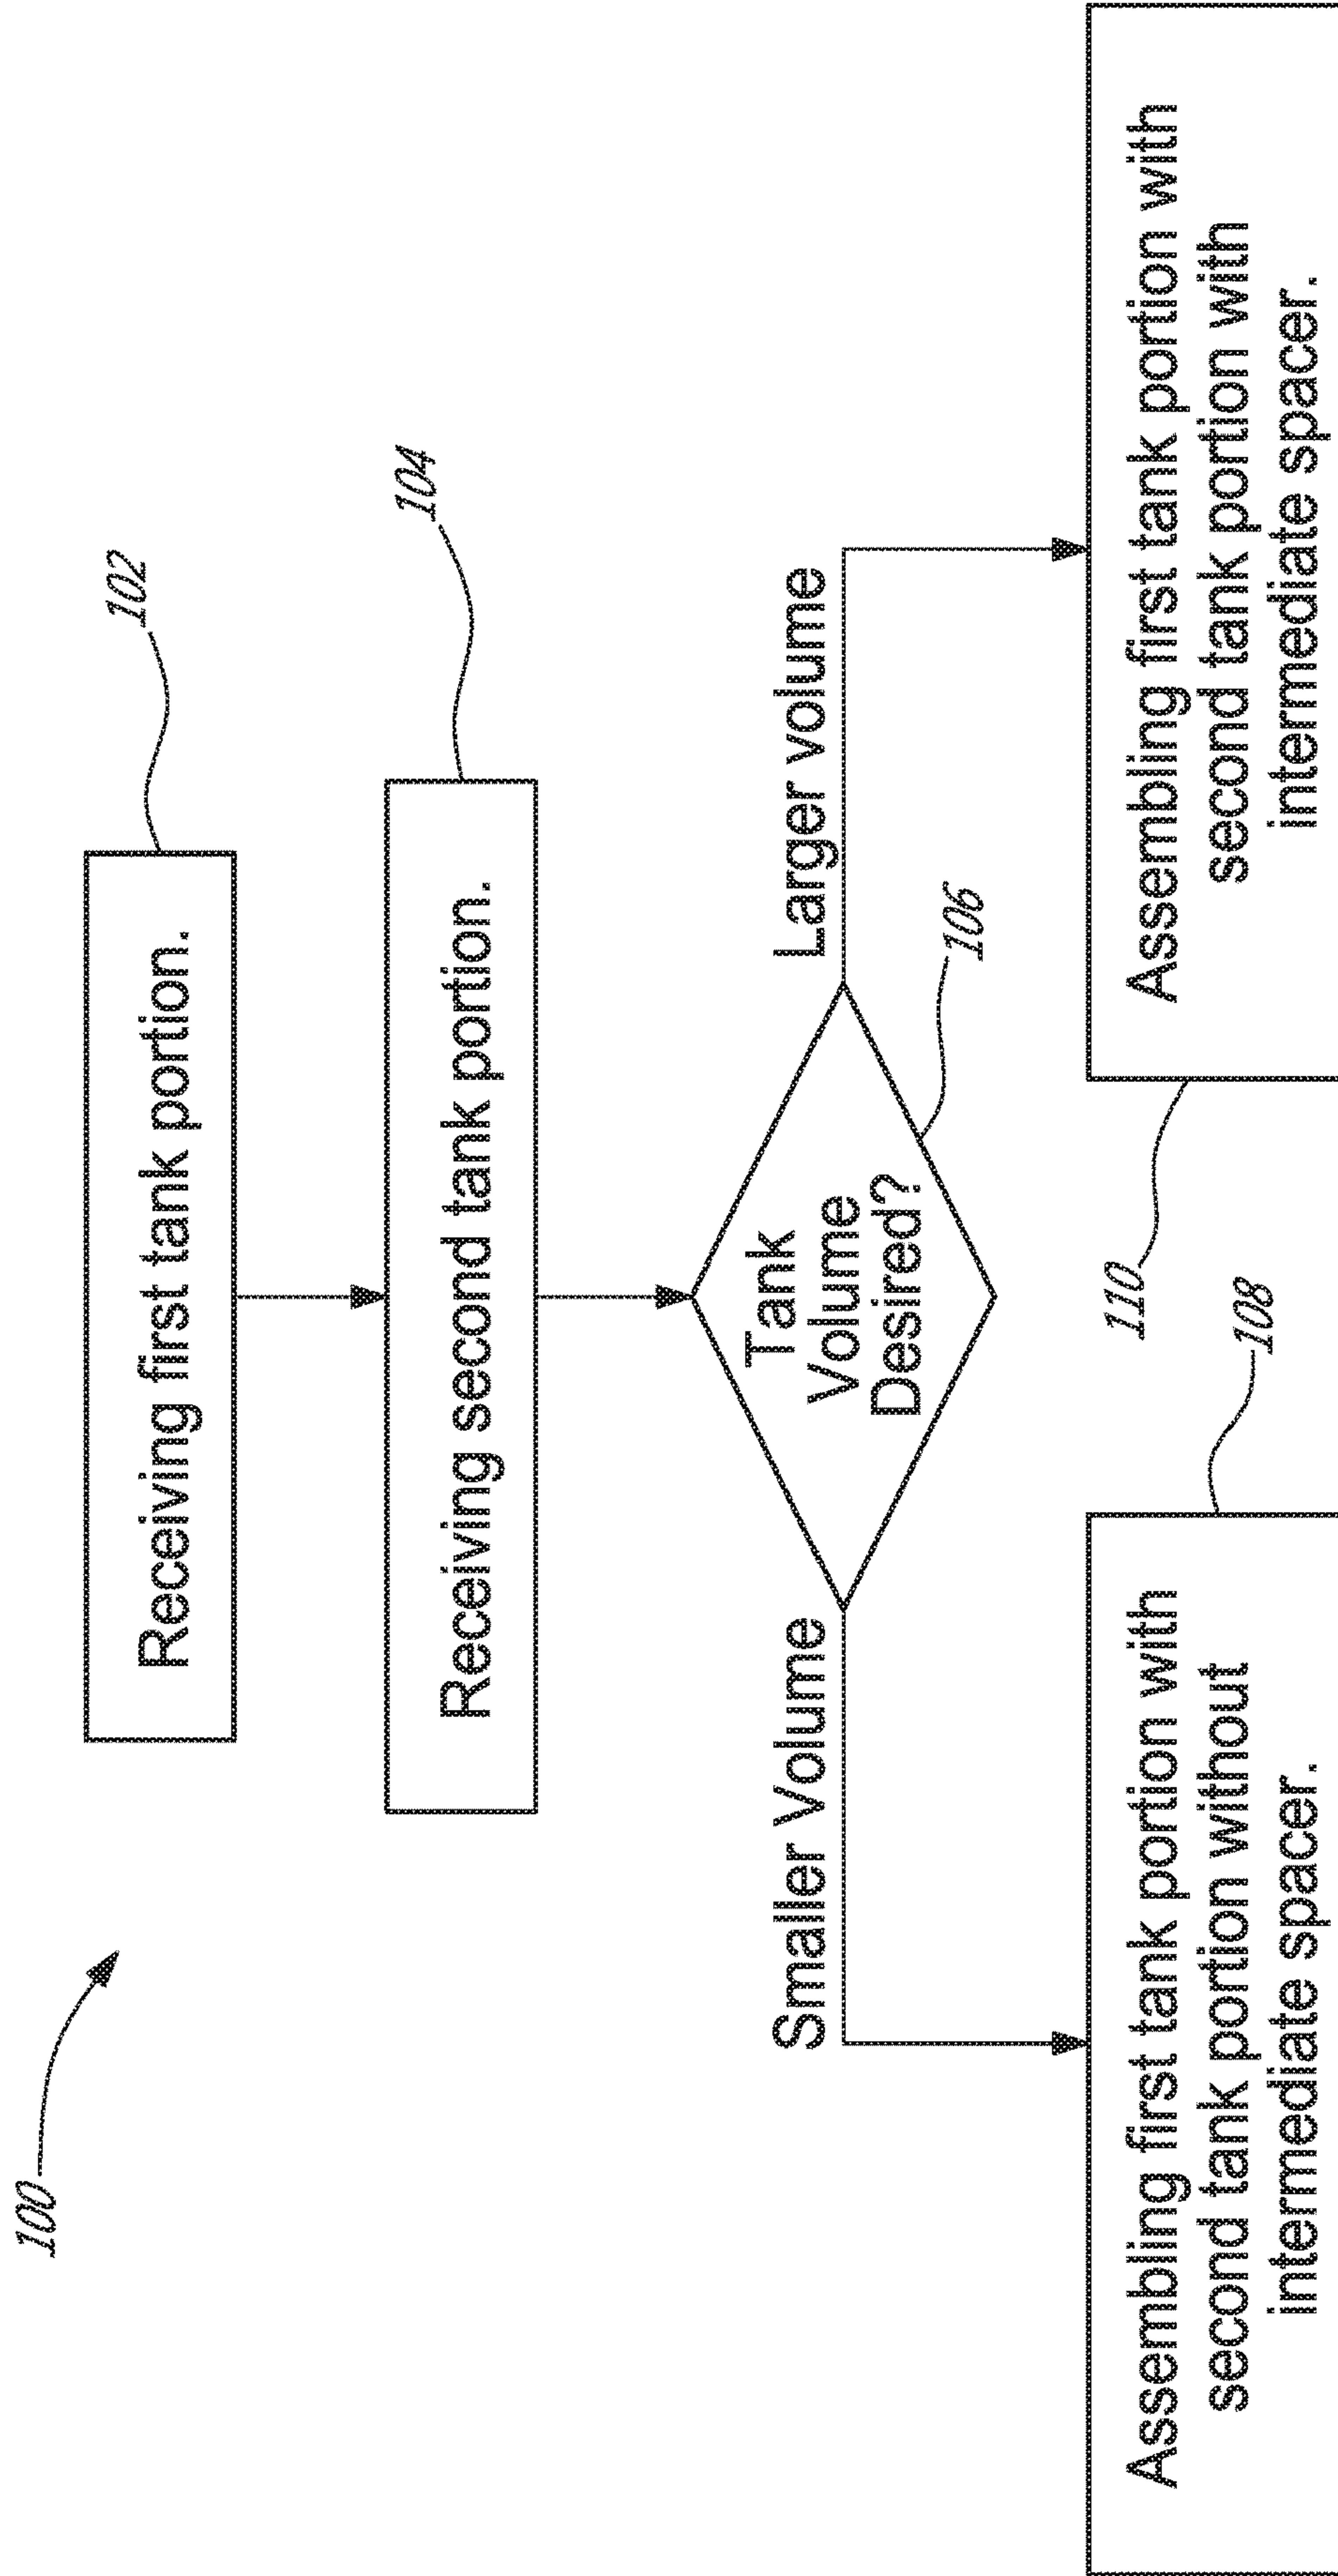 100
Receiving first tank portion.
102
Receiving second tank portion.
104
Tank
Volume
Desired?
106
Smaller Volume
Larger volume
Assembling first tank portion with
second tank portion without
intermediate spacer.
108
110
Assembling first tank portion with
second tank portion with
intermediate spacer.